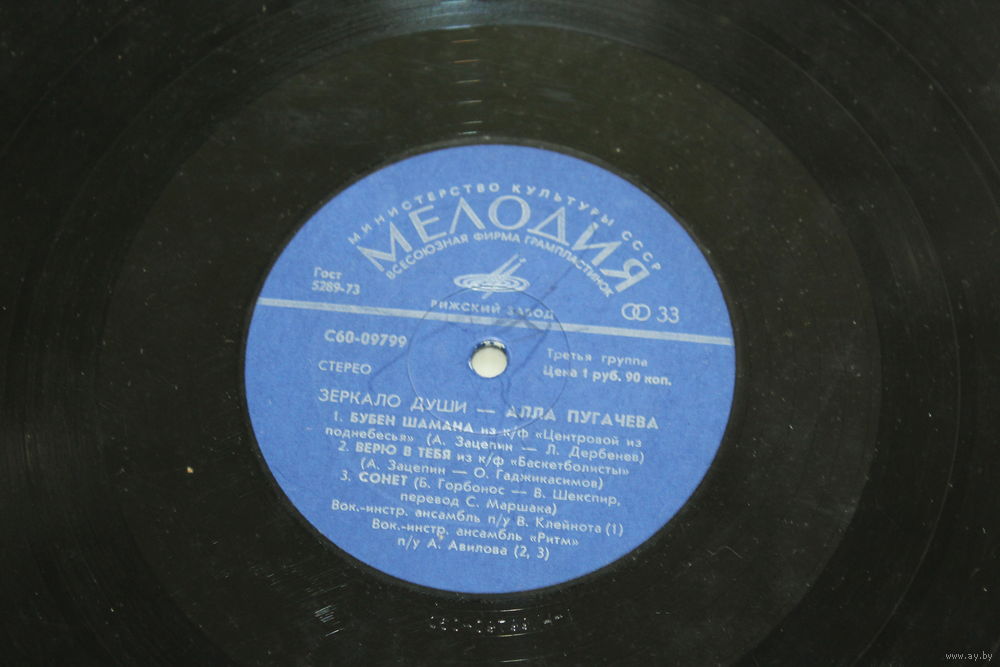 МИНИСТЕРСТВО КУЛЬТУРЫ СССР
МЕЛОДИЯ
ВСЕСОЮЗНАЯ ФИРМА ГРАМПЛАСТИНОК
Гост
5289-73
РИЖСКИЙ ЗАВОД
33
С60-09799
Третья группа
СТЕРЕО
Цена 1 руб. 90 коп.
ЗЕРКАЛО ДУШИ — АЛЛА ПУГАЧЕВА
1. БУБЕН ШАМАНА из к/ф «Центровой из
поднебесья» (А. Зацепин — Л. Дербенев)
2. ВЕРЮ В ТЕБЯ из к/ф «Баскетболисты»
(А. Зацепин — О. Гаджикасимов)
3. СОНЕТ (Б. Горбонос — В. Шекспир,
перевод С. Маршака)
Вок.-инстр. ансамбль п/у В. Клейнота (1)
Вок.-инстр. ансамбль «Ритм»
п/у А. Авилова (2, 3)
www.ay.by